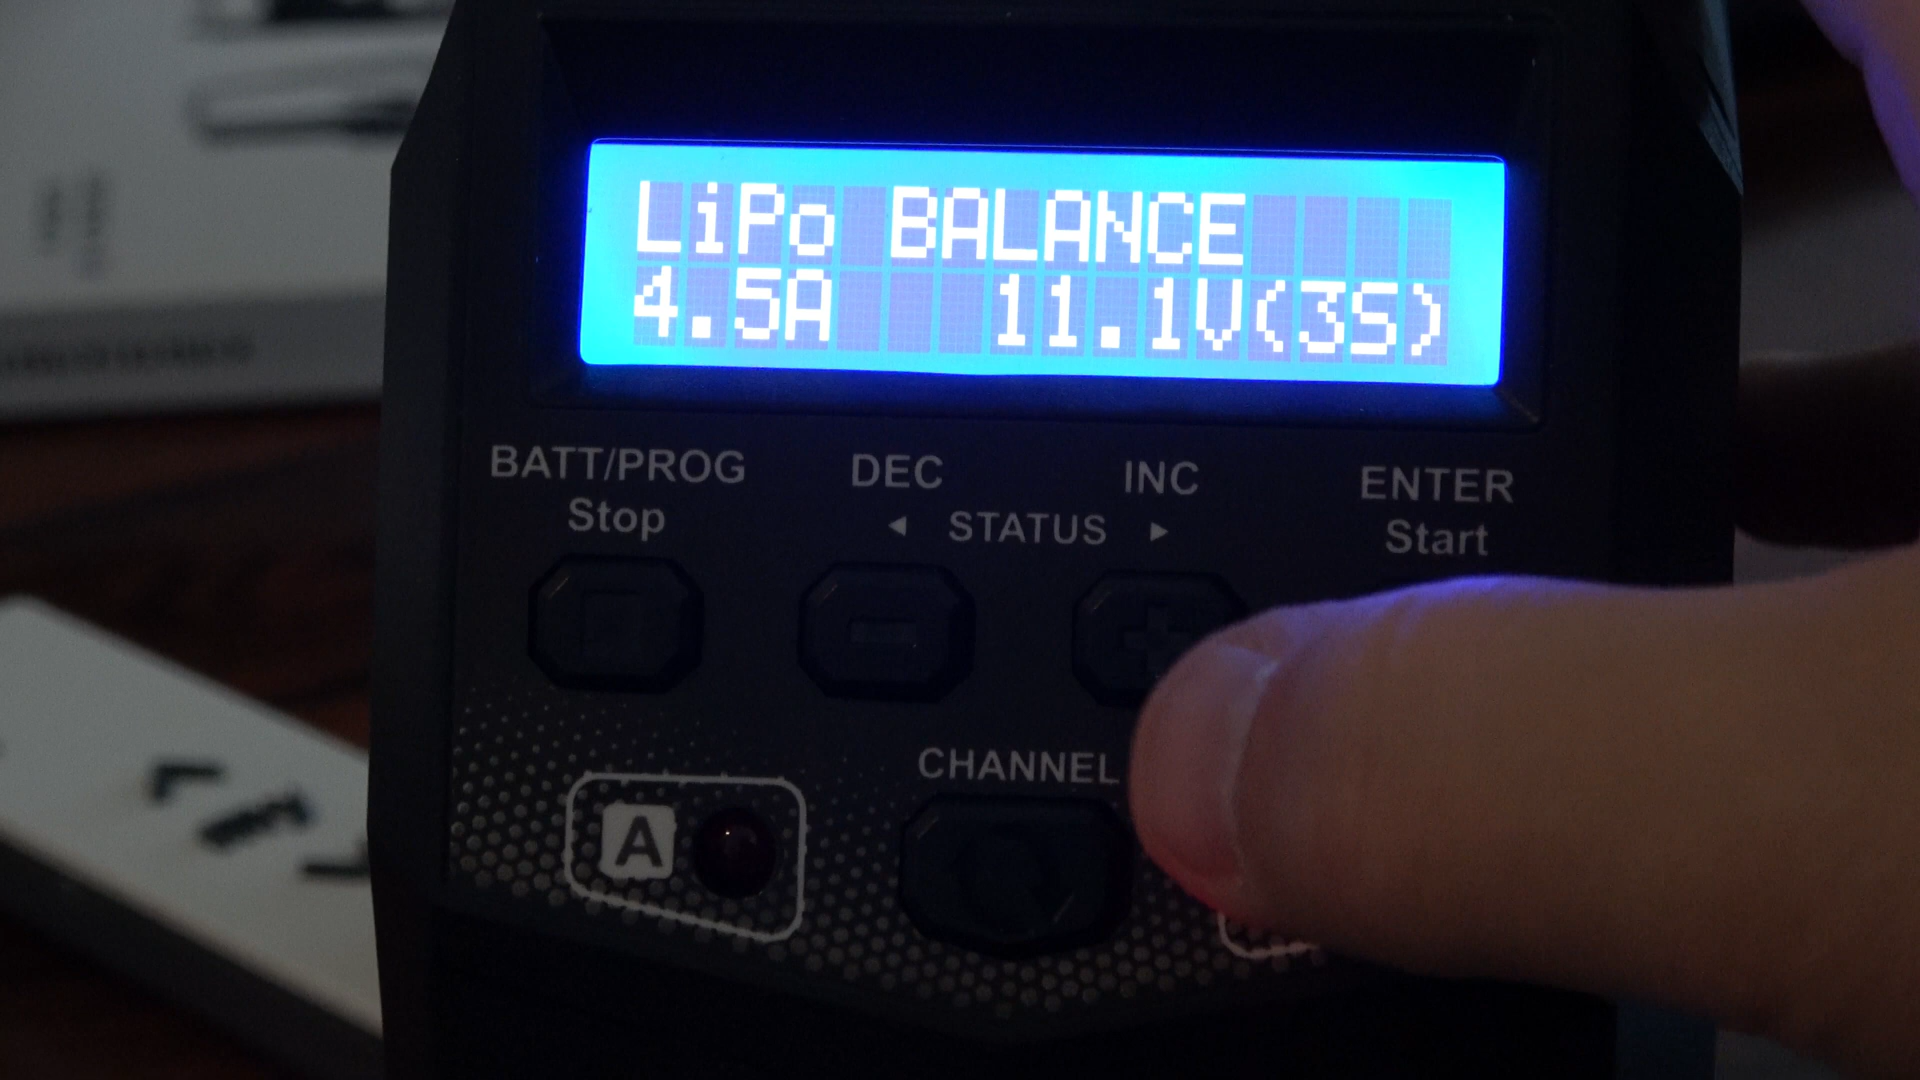 LiPo BALANCE
4.5A 11.1V(3S)
BATT/PROG
Stop
DEC
INC
◄ STATUS ►
ENTER
Start
CHANNEL
A